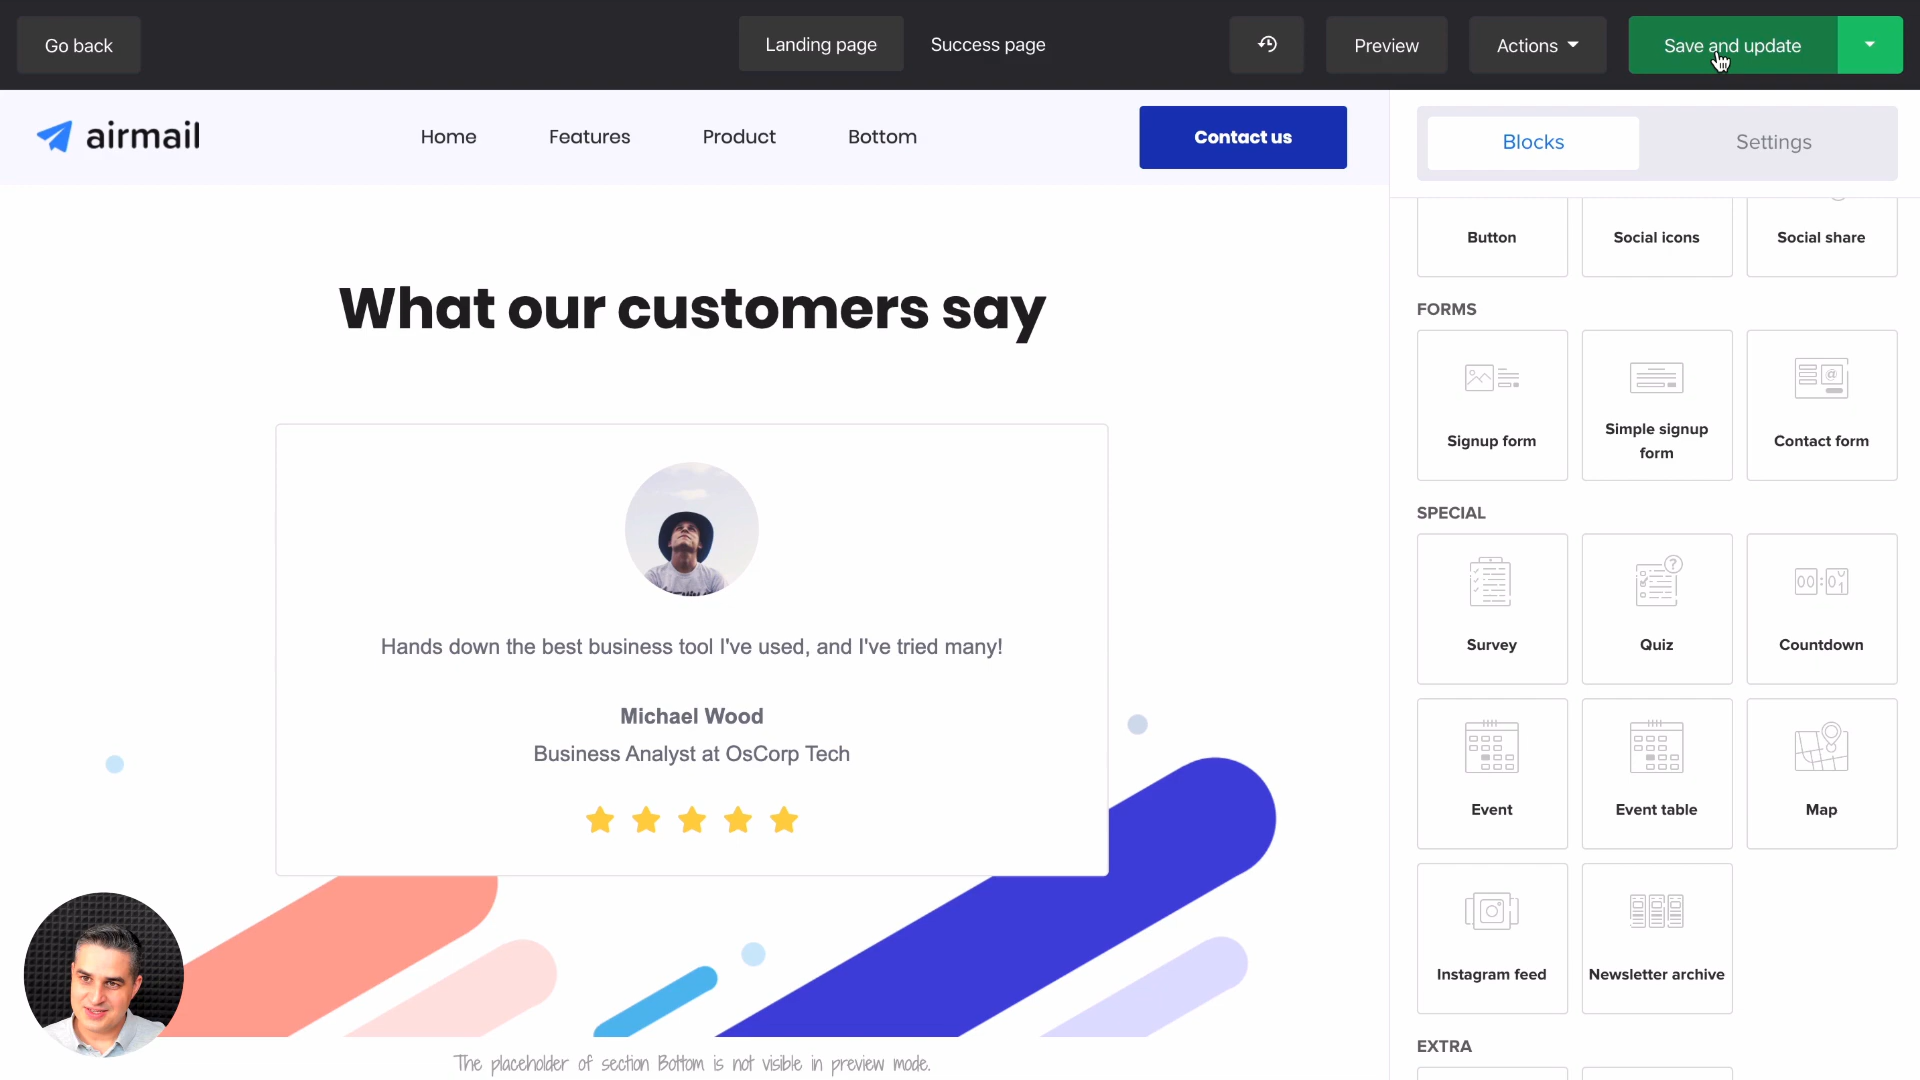 Go back
Landing page
Success page
Preview
Actions
Save and update
airmail
Home
Features
Product
Bottom
Contact us
Blocks
Settings
Button
Social icons
Social share
What our customers say
FORMS
Signup form
Simple signup
form
Contact form
SPECIAL
Survey
Quiz
Countdown
Hands down the best business tool I've used, and I've tried many!
Michael Wood
Business Analyst at OsCorp Tech
Event
Event table
Map
Instagram feed
Newsletter archive
EXTRA
The placeholder of section Bottom is not visible in preview mode.